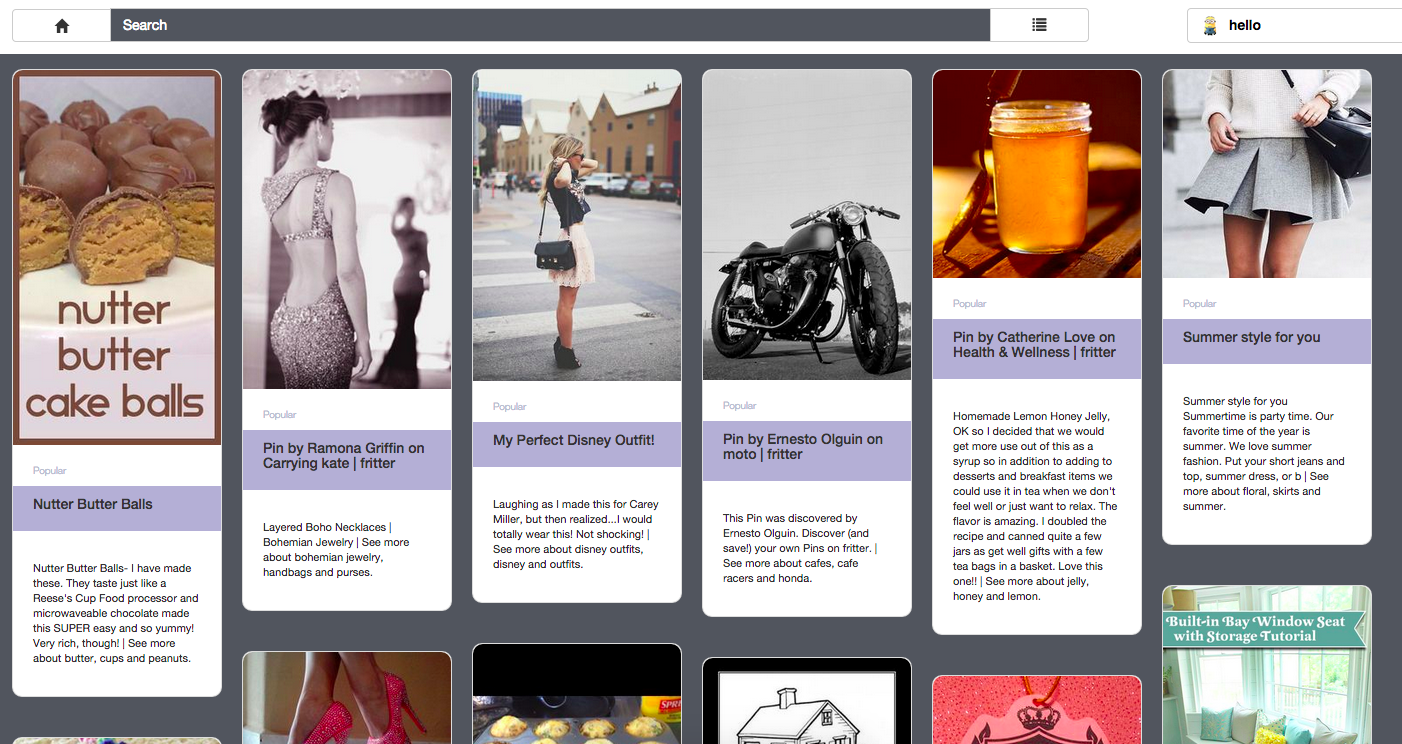 Search
hello
nutter
butter
cake balls
Popular
Nutter Butter Balls
Nutter Butter Balls- I have made
these. They taste just like a
Reese's Cup Food processor and
microwaveable chocolate made
this SUPER easy and so yummy!
Very rich, though! | See more
about butter, cups and peanuts.
Popular
Pin by Ramona Griffin on
Carrying kate | fritter
Layered Boho Necklaces |
Bohemian Jewelry | See more
about bohemian jewelry,
handbags and purses.
Popular
My Perfect Disney Outfit!
Laughing as I made this for Carey
Miller, but then realized...I would
totally wear this! Not shocking! |
See more about disney outfits,
disney and outfits.
Popular
Pin by Ernesto Olguin on
moto | fritter
This Pin was discovered by
Ernesto Olguin. Discover (and
save!) your own Pins on fritter. |
See more about cafes, cafe
racers and honda.
Popular
Pin by Catherine Love on
Health & Wellness | fritter
Homemade Lemon Honey Jelly,
OK so I decided that we would
get more use out of this as a
syrup so in addition to adding to
desserts and breakfast items we
could use it in tea when we don't
feel well or just want to relax. The
flavor is amazing. I doubled the
recipe and canned quite a few
jars as get well gifts with a few
tea bags in a basket. Love this
one!! | See more about jelly,
honey and lemon.
Popular
Summer style for you
Summer style for you
Summertime is party time. Our
favorite time of the year is
summer. We love summer
fashion. Put your short jeans and
top, summer dress, or b | See
more about floral, skirts and
summer.
Built-in Bay Window Seat
with Storage Tutorial